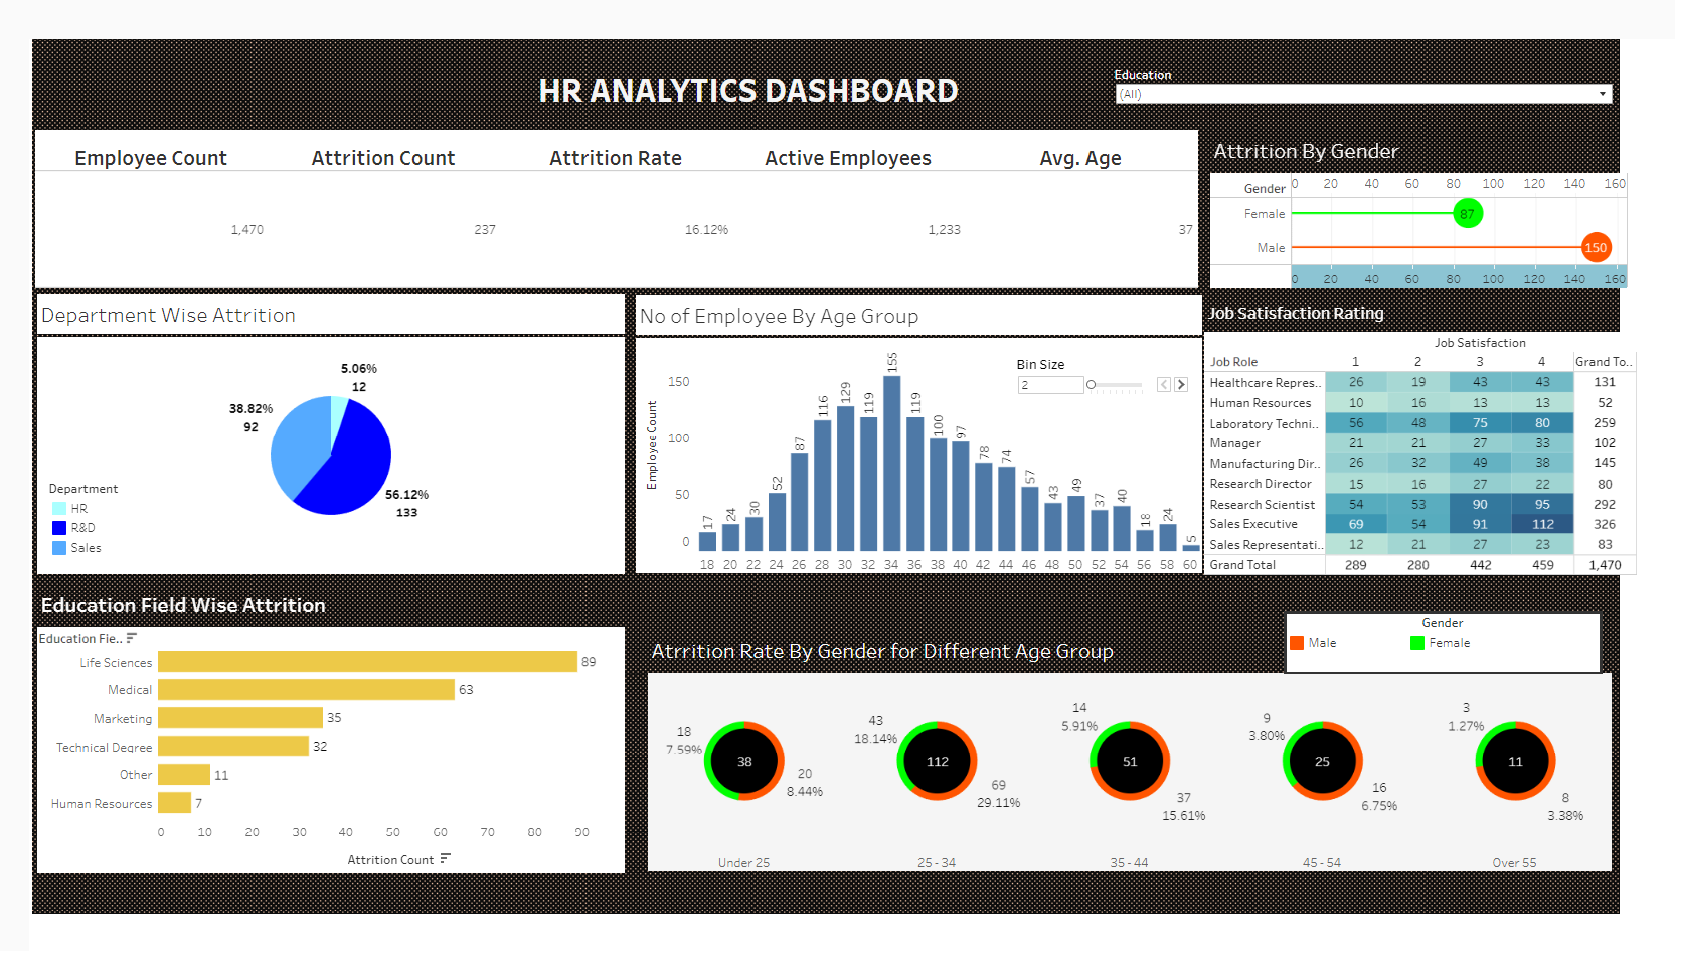 HR ANALYTICS DASHBOARD
Education
(All)
Employee Count Attrition Count Attrition Rate Active Employees Avg. Age
1,470 237 16.12% 1,233 37
Attrition By Gender
Gender 0 20 40 60 80 100 120 140 160
Female 87
Male 150
0 20 40 60 80 100 120 140 160
Department Wise Attrition
5.06%
12
38.82%
92
56.12%
133
Department
HR
R&D
Sales
No of Employee By Age Group
Bin Size
2
Employee Count
150
100
50
0
17 24 30 52 87 116 129 119 155 119 100 97 78 74 57 43 49 37 40 18 24 5
18 20 22 24 26 28 30 32 34 36 38 40 42 44 46 48 50 52 54 56 58 60
Job Satisfaction Rating
Job Satisfaction
Job Role 1 2 3 4 Grand To..
Healthcare Repres.. 26 19 43 43 131
Human Resources 10 16 13 13 52
Laboratory Techni.. 56 48 75 80 259
Manager 21 21 27 33 102
Manufacturing Dir.. 26 32 49 38 145
Research Director 15 16 27 22 80
Research Scientist 54 53 90 95 292
Sales Executive 69 54 91 112 326
Sales Representati.. 12 21 27 23 83
Grand Total 289 280 442 459 1,470
Education Field Wise Attrition
Education Fie..
Life Sciences 89
Medical 63
Marketing 35
Technical Degree 32
Other 11
Human Resources 7
0 10 20 30 40 50 60 70 80 90
Attrition Count
Gender
Male Female
Atrrition Rate By Gender for Different Age Group
18
7.59%
38
20
8.44%
Under 25
43
18.14%
112
69
29.11%
25 - 34
14
5.91%
51
37
15.61%
35 - 44
9
3.80%
25
16
6.75%
45 - 54
3
1.27%
11
8
3.38%
Over 55